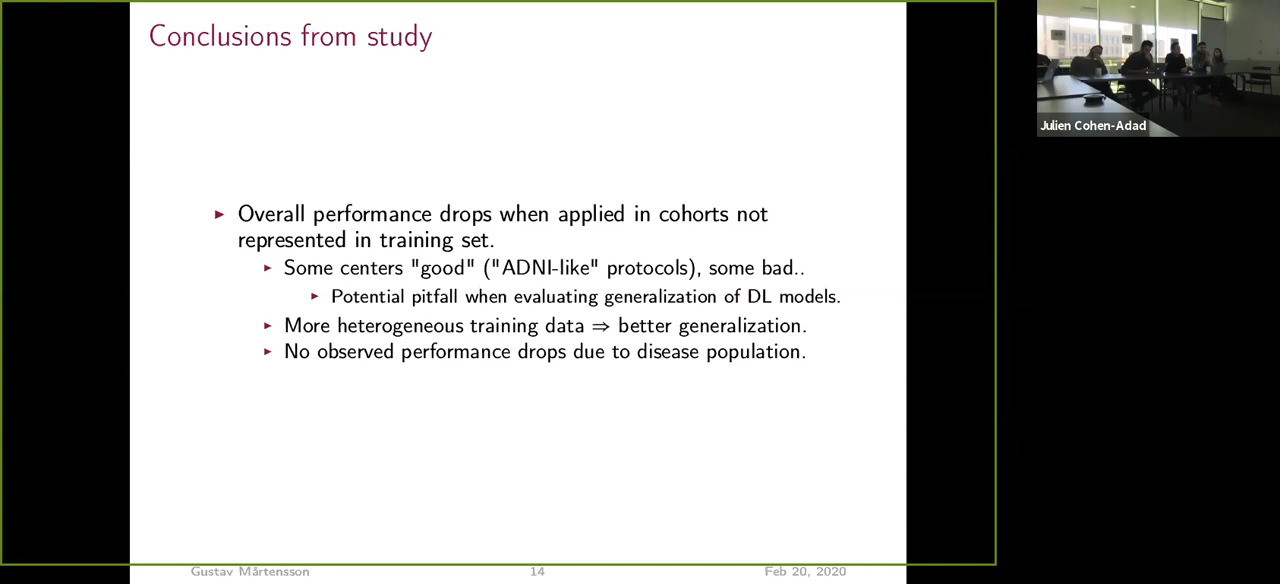 Conclusions from study
Julien Cohen-Adad
▶ Overall performance drops when applied in cohorts not
represented in training set.
▶ Some centers "good" ("ADNI-like" protocols), some bad..
▶ Potential pitfall when evaluating generalization of DL models.
▶ More heterogeneous training data ⇒ better generalization.
▶ No observed performance drops due to disease population.
Gustav Mårtensson 14 Feb 20, 2020